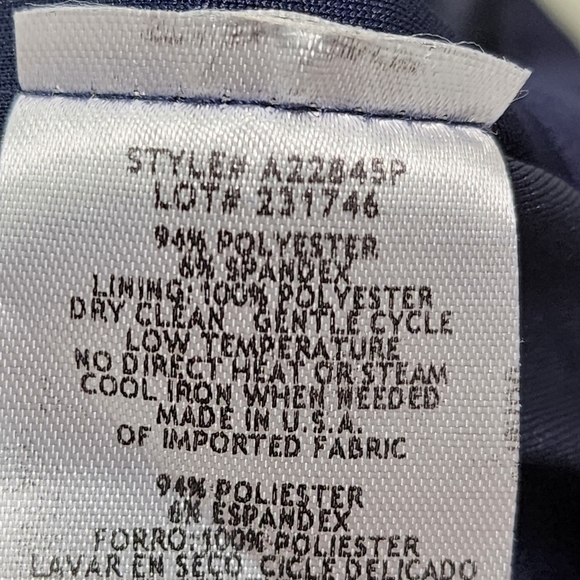 STYLE# A22845P
LOT# 231746
94% POLYESTER
6% SPANDEX
LINING: 100% POLYESTER
DRY CLEAN GENTLE CYCLE
LOW TEMPERATURE
NO DIRECT HEAT OR STEAM
COOL IRON WHEN NEEDED
MADE IN U.S.A.
OF IMPORTED FABRIC
94% POLIESTER
6% ESPANDEX
FORRO: 100% POLIESTER
LAVAR EN SECO CICLE DELICADO